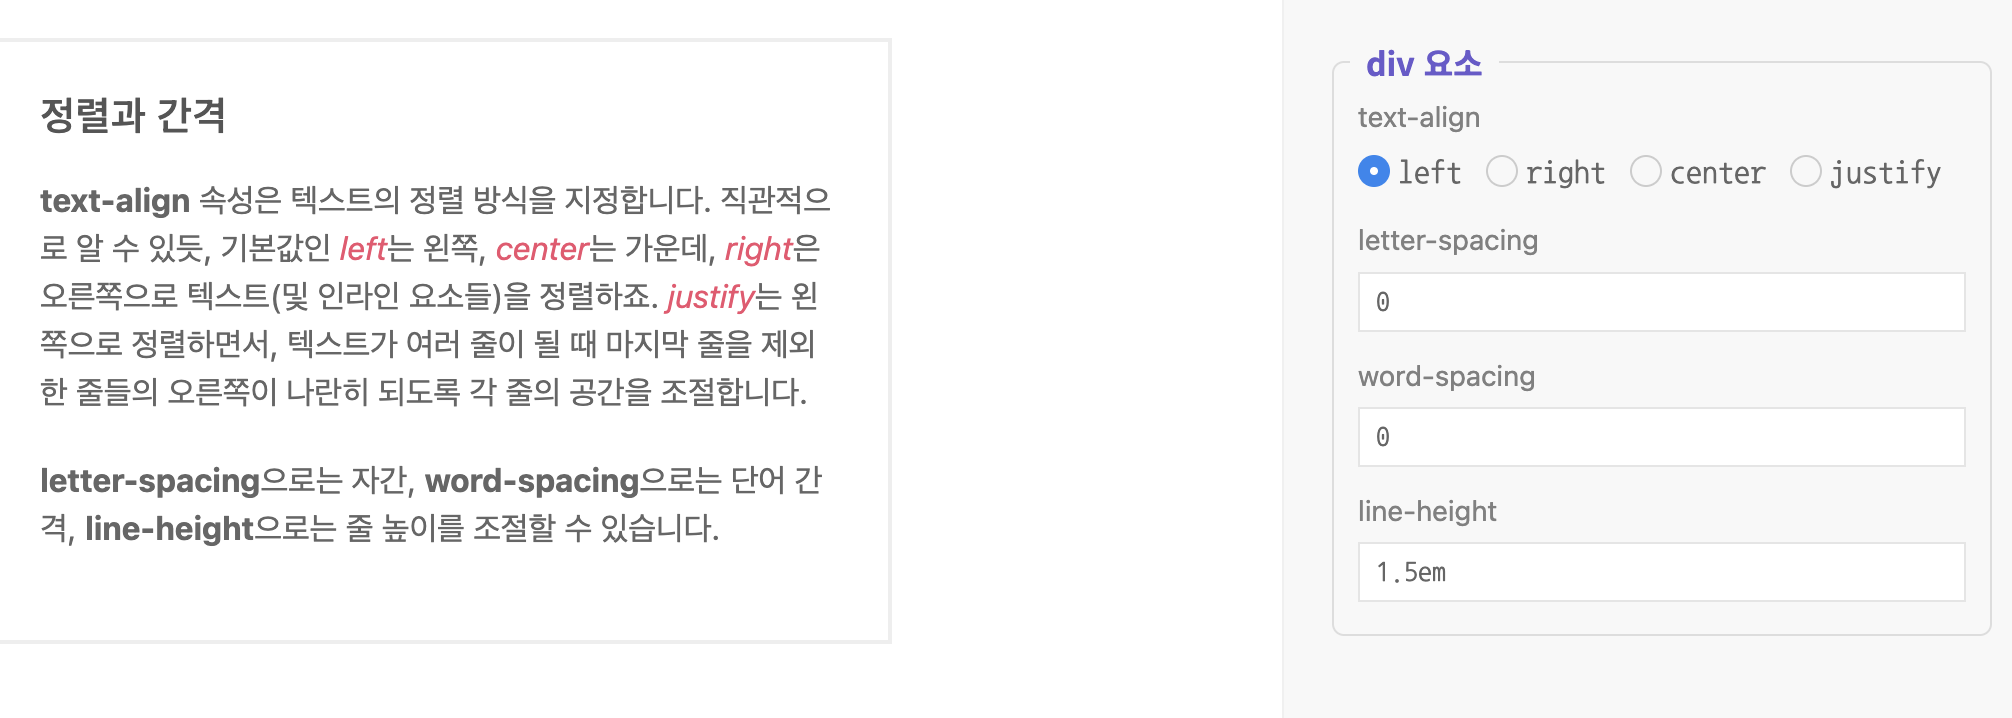 정렬과 간격
text-align 속성은 텍스트의 정렬 방식을 지정합니다. 직관적으
로 알 수 있듯, 기본값인 left는 왼쪽, center는 가운데, right은
오른쪽으로 텍스트(및 인라인 요소들)을 정렬하죠. justify는 왼
쪽으로 정렬하면서, 텍스트가 여러 줄이 될 때 마지막 줄을 제외
한 줄들의 오른쪽이 나란히 되도록 각 줄의 공간을 조절합니다.
letter-spacing으로는 자간, word-spacing으로는 단어 간
격, line-height으로는 줄 높이를 조절할 수 있습니다.
div 요소
text-align
left right center justify
letter-spacing
0
word-spacing
0
line-height
1.5em